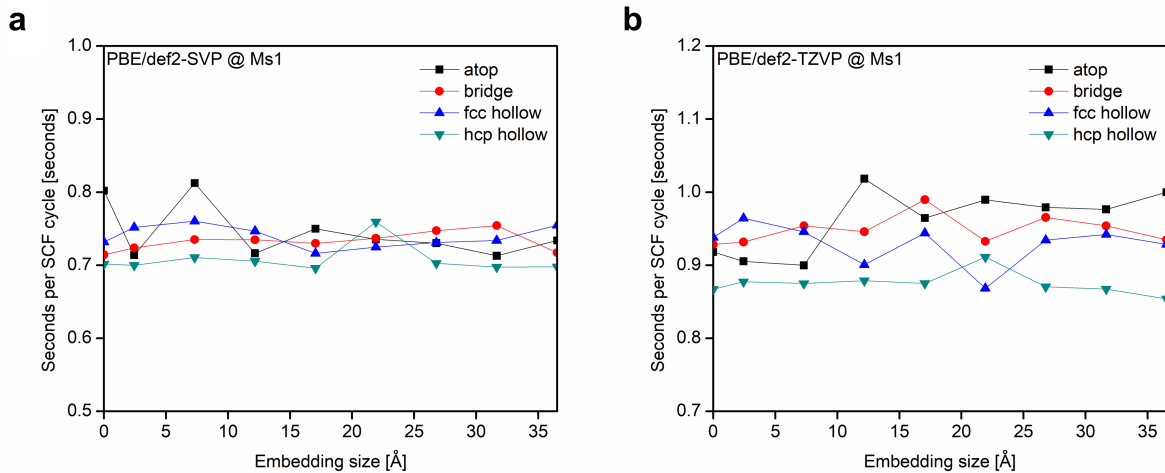 a
PBE/def2-SVP @ Ms1
atop
bridge
fcc hollow
hcp hollow
Seconds per SCF cycle [seconds]
1.0
0.9
0.8
0.7
0.6
0.5
0 5 10 15 20 25 30 35
Embedding size [Å]
b
PBE/def2-TZVP @ Ms1
atop
bridge
fcc hollow
hcp hollow
Seconds per SCF cycle [seconds]
1.2
1.1
1.0
0.9
0.8
0.7
0 5 10 15 20 25 30 35
Embedding size [Å]